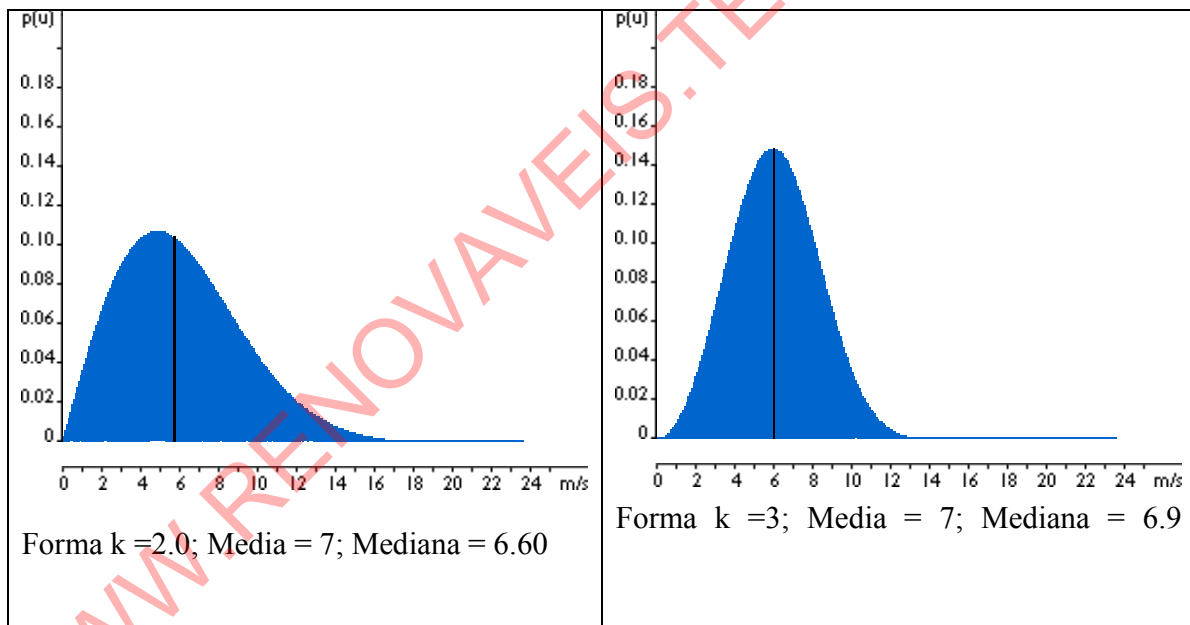 p(u)
0.18
0.16
0.14
0.12
0.10
0.08
0.06
0.04
0.02
0
0 2 4 6 8 10 12 14 16 18 20 22 24 m/s
Forma k =2.0; Media = 7; Mediana = 6.60
p(u)
0.18
0.16
0.14
0.12
0.10
0.08
0.06
0.04
0.02
0
0 2 4 6 8 10 12 14 16 18 20 22 24 m/s
Forma k =3; Media = 7; Mediana = 6.9
WW.RENOVAVEIS.TE